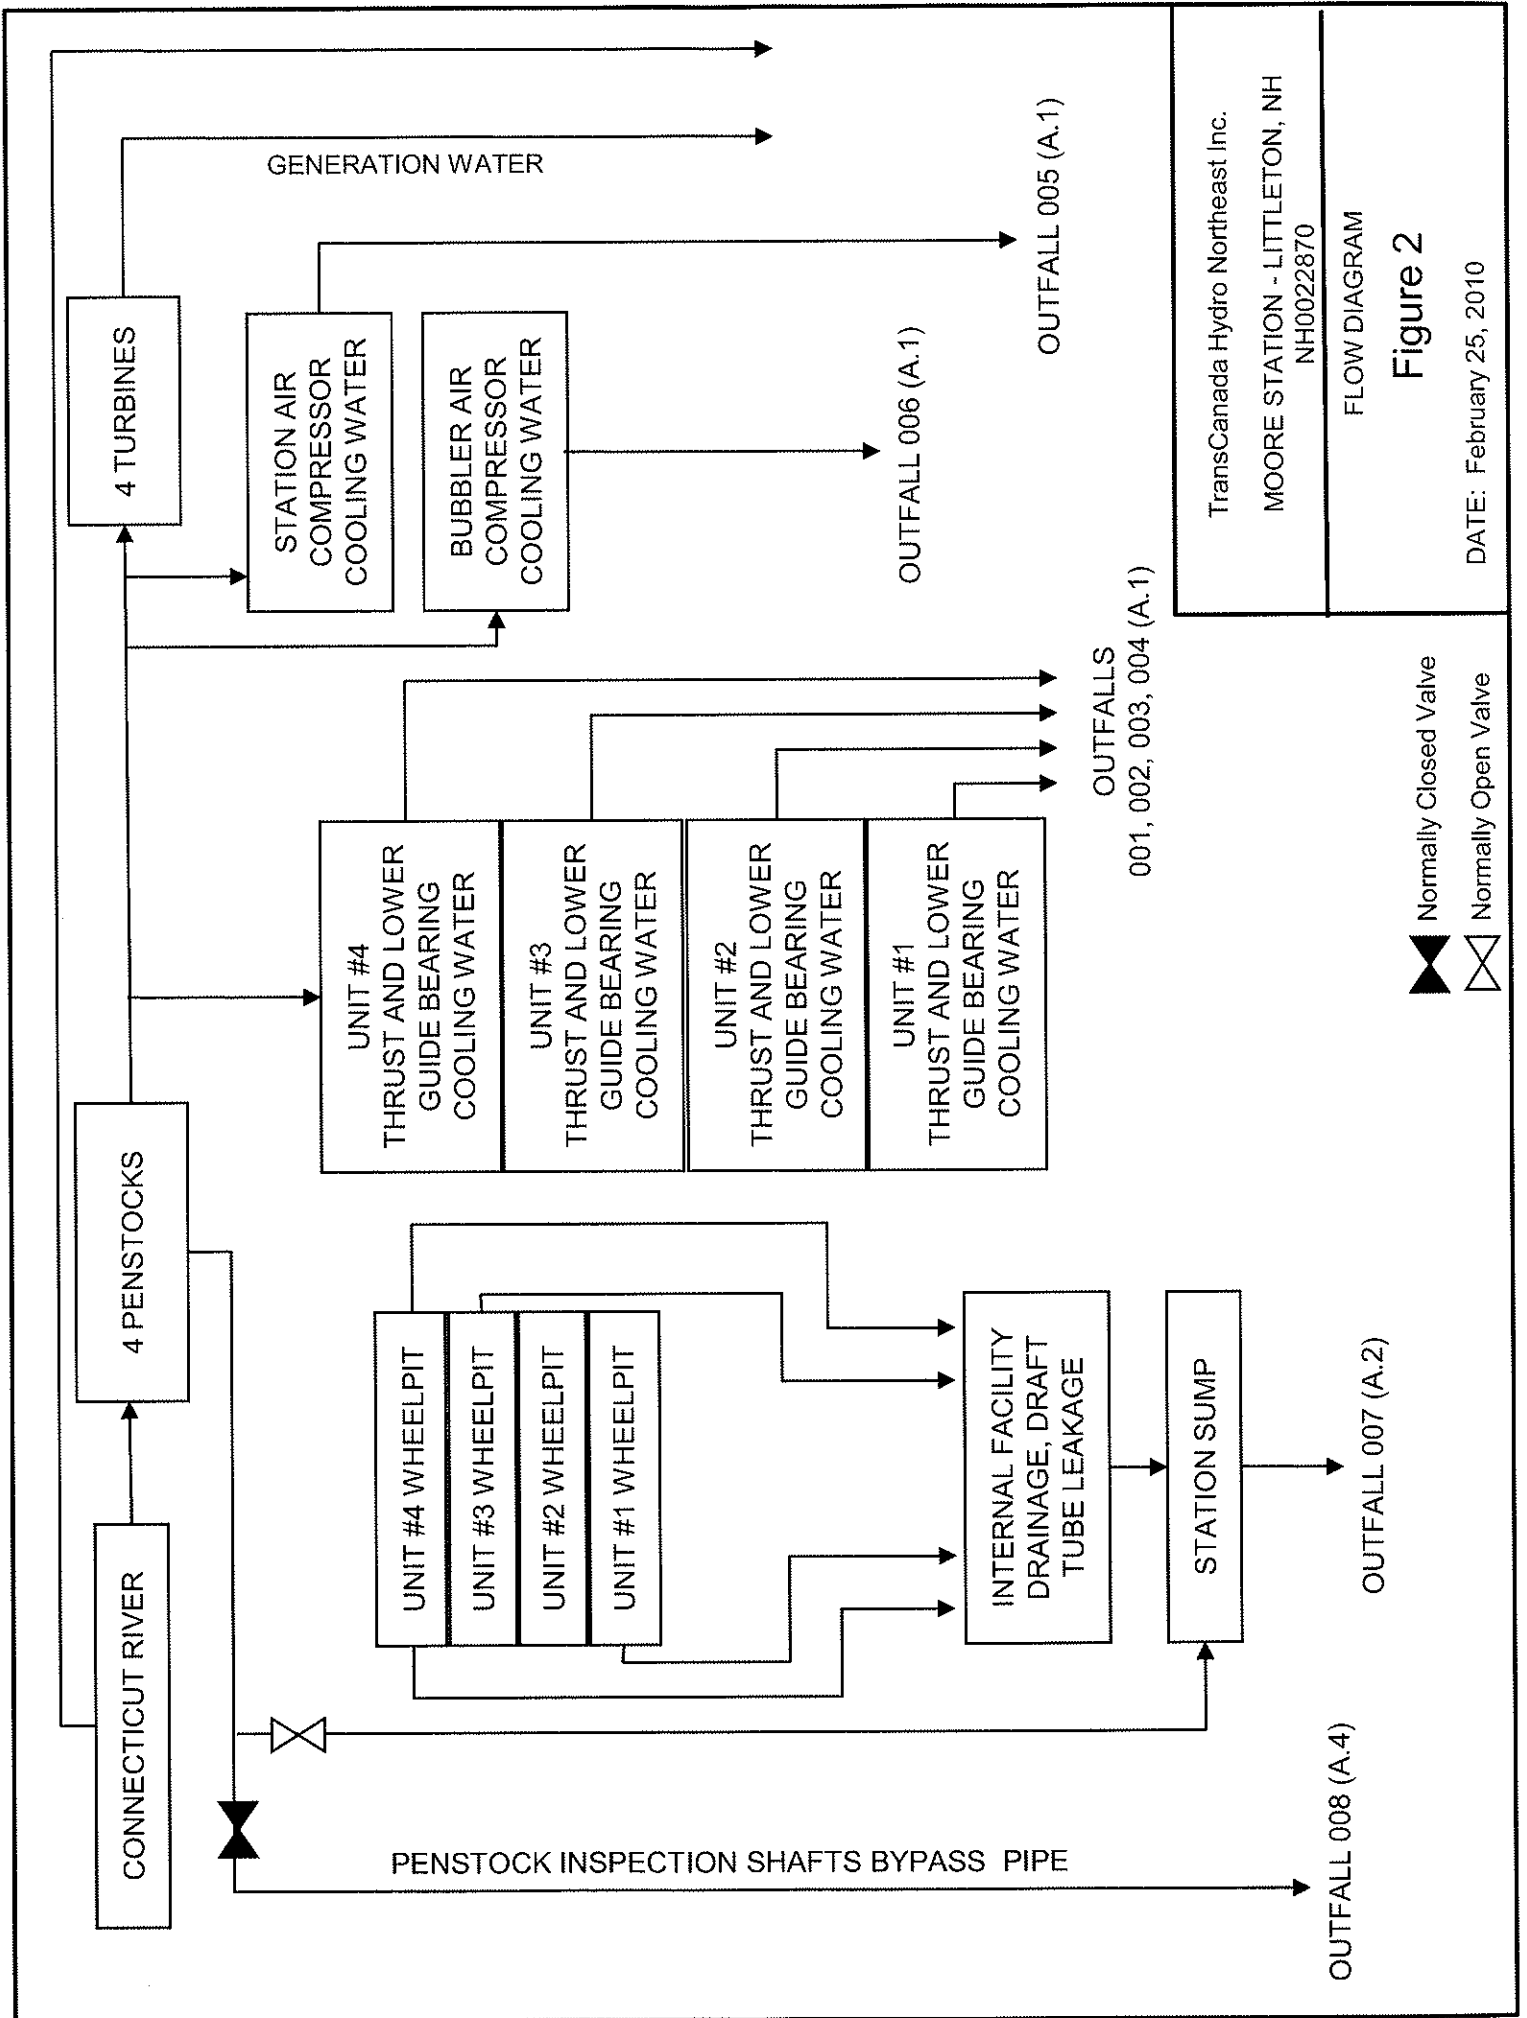 CONNECTICUT RIVER
4 PENSTOCKS
4 TURBINES
GENERATION WATER
STATION AIR
COMPRESSOR
COOLING WATER
BUBBLER AIR
COMPRESSOR
COOLING WATER
OUTFALL 005 (A.1)
OUTFALL 006 (A.1)
UNIT #4
THRUST AND LOWER
GUIDE BEARING
COOLING WATER
UNIT #3
THRUST AND LOWER
GUIDE BEARING
COOLING WATER
UNIT #2
THRUST AND LOWER
GUIDE BEARING
COOLING WATER
UNIT #1
THRUST AND LOWER
GUIDE BEARING
COOLING WATER
OUTFALLS
001, 002, 003, 004 (A.1)
UNIT #4 WHEELPIT
UNIT #3 WHEELPIT
UNIT #2 WHEELPIT
UNIT #1 WHEELPIT
INTERNAL FACILITY
DRAINAGE, DRAFT
TUBE LEAKAGE
STATION SUMP
OUTFALL 007 (A.2)
PENSTOCK INSPECTION SHAFTS BYPASS PIPE
OUTFALL 008 (A.4)
Normally Closed Valve
Normally Open Valve
TransCanada Hydro Northeast Inc.
MOORE STATION - LITTLETON, NH
NH0022870
FLOW DIAGRAM
Figure 2
DATE: February 25, 2010